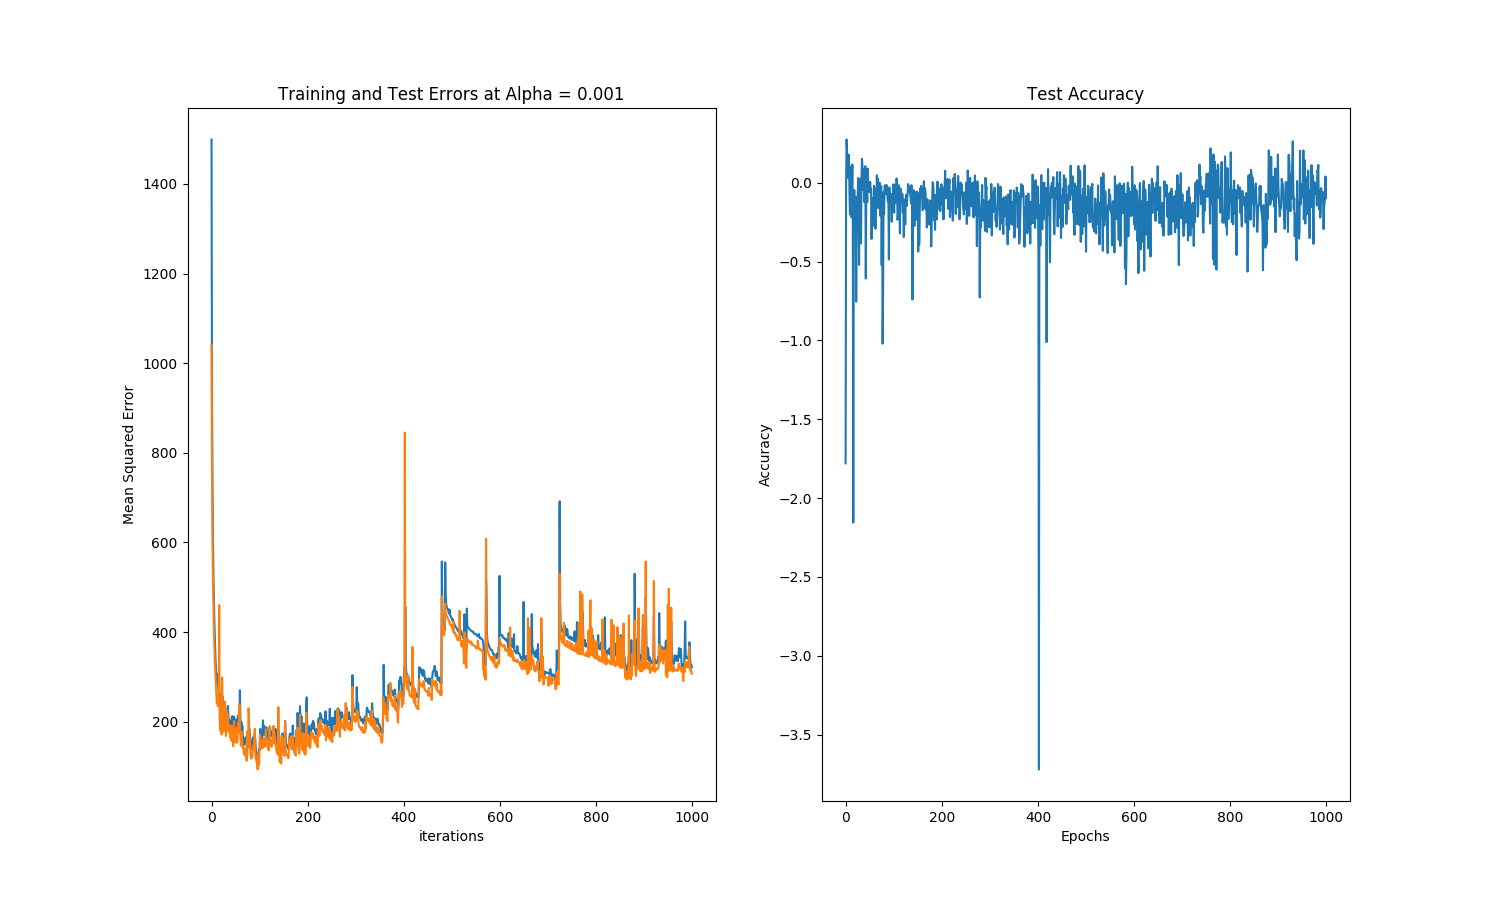 Training and Test Errors at Alpha = 0.001
Mean Squared Error
1400
1200
1000
800
600
400
200
0 200 400 600 800 1000
iterations
Test Accuracy
Accuracy
0.0
−0.5
−1.0
−1.5
−2.0
−2.5
−3.0
−3.5
0 200 400 600 800 1000
Epochs